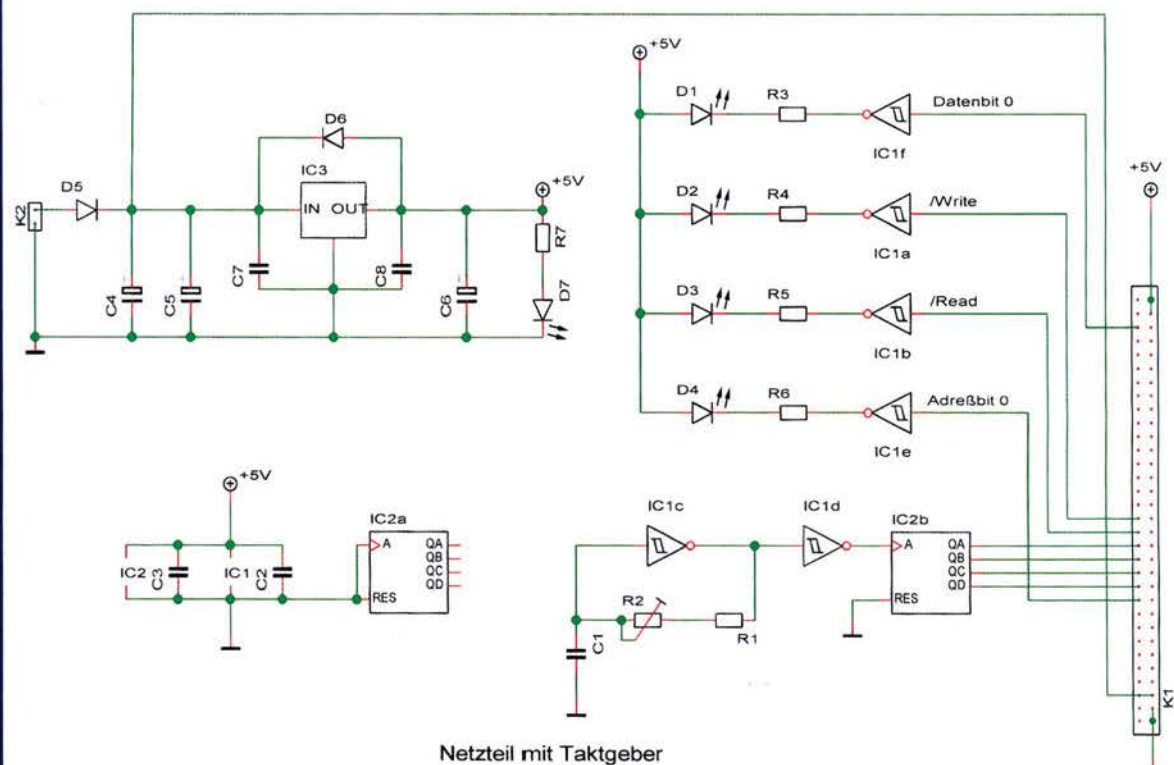 +5V
D1
R3
Datenbit 0
IC1f
D6
+5V
IC3
D5
+5V
D2
R4
/Write
K2
IN OUT
R7
IC1a
C7
C8
D3
R5
/Read
C4
C5
C6
D7
IC1b
D4
R6
Adreßbit 0
IC1e
+5V
IC1c
IC1d
IC2a
IC2b
A
QA
QB
QC
QD
RES
IC2
C3
IC1
C2
A
QA
QB
QC
QD
RES
R2
R1
C1
K1
Netzteil mit Taktgeber